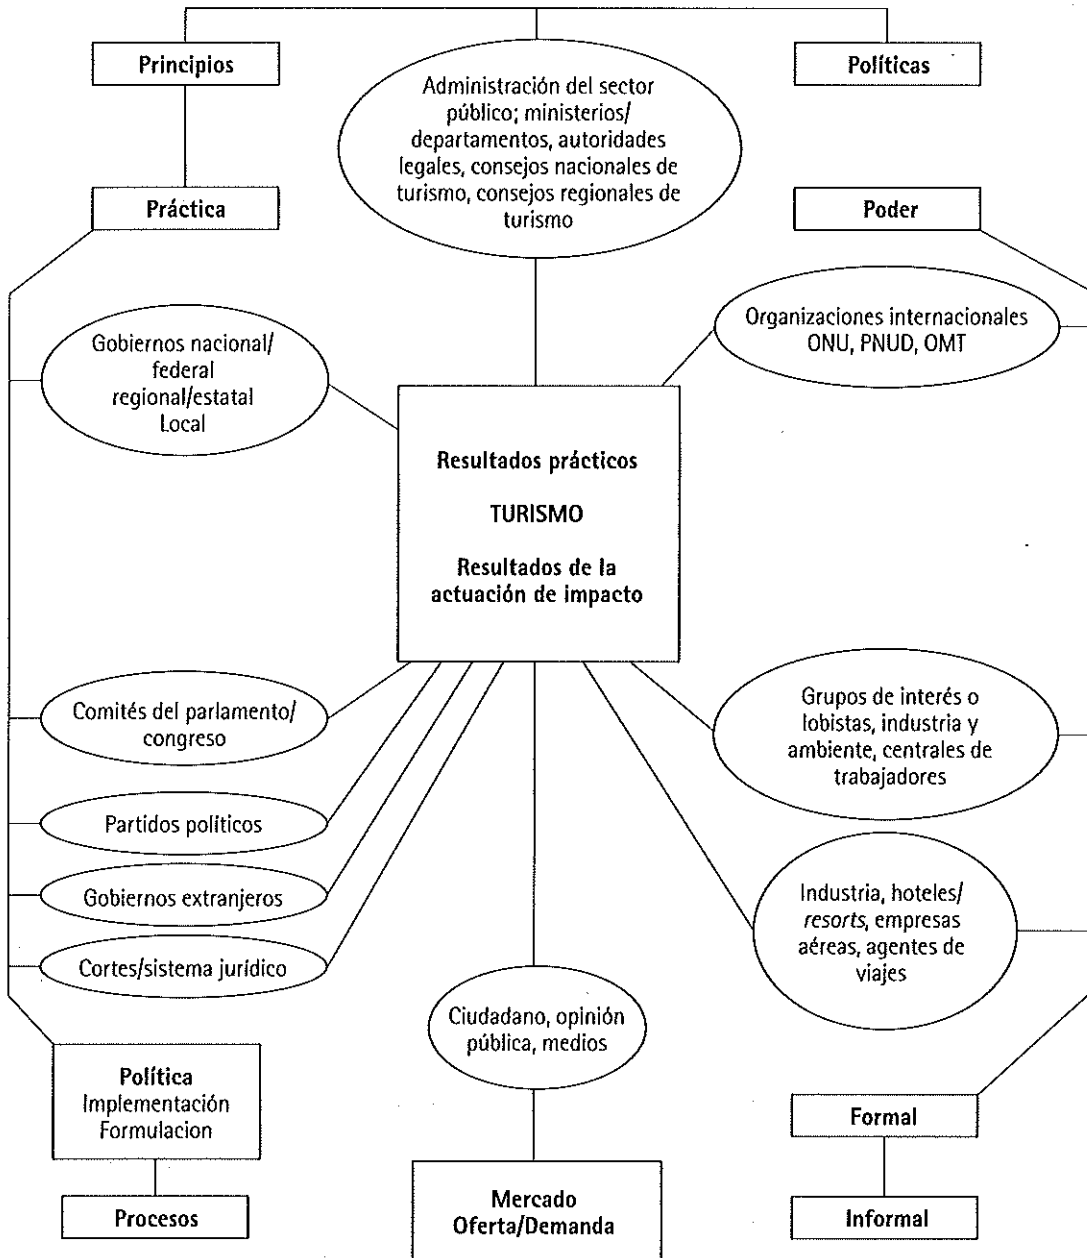 Principios
Políticas
Administración del sector
público; ministerios/
departamentos, autoridades
legales, consejos nacionales de
turismo, consejos regionales de
turismo
Práctica
Poder
Gobiernos nacional/
federal
regional/estatal
Local
Organizaciones internacionales
ONU, PNUD, OMT
Resultados prácticos
TURISMO
Resultados de la
actuación de impacto
Comités del parlamento/
congreso
Partidos políticos
Gobiernos extranjeros
Cortes/sistema jurídico
Grupos de interés o
lobistas, industria y
ambiente, centrales de
trabajadores
Industria, hoteles/
resorts, empresas
aéreas, agentes de
viajes
Ciudadano, opinión
pública, medios
Política
Implementación
Formulacion
Procesos
Mercado
Oferta/Demanda
Formal
Informal